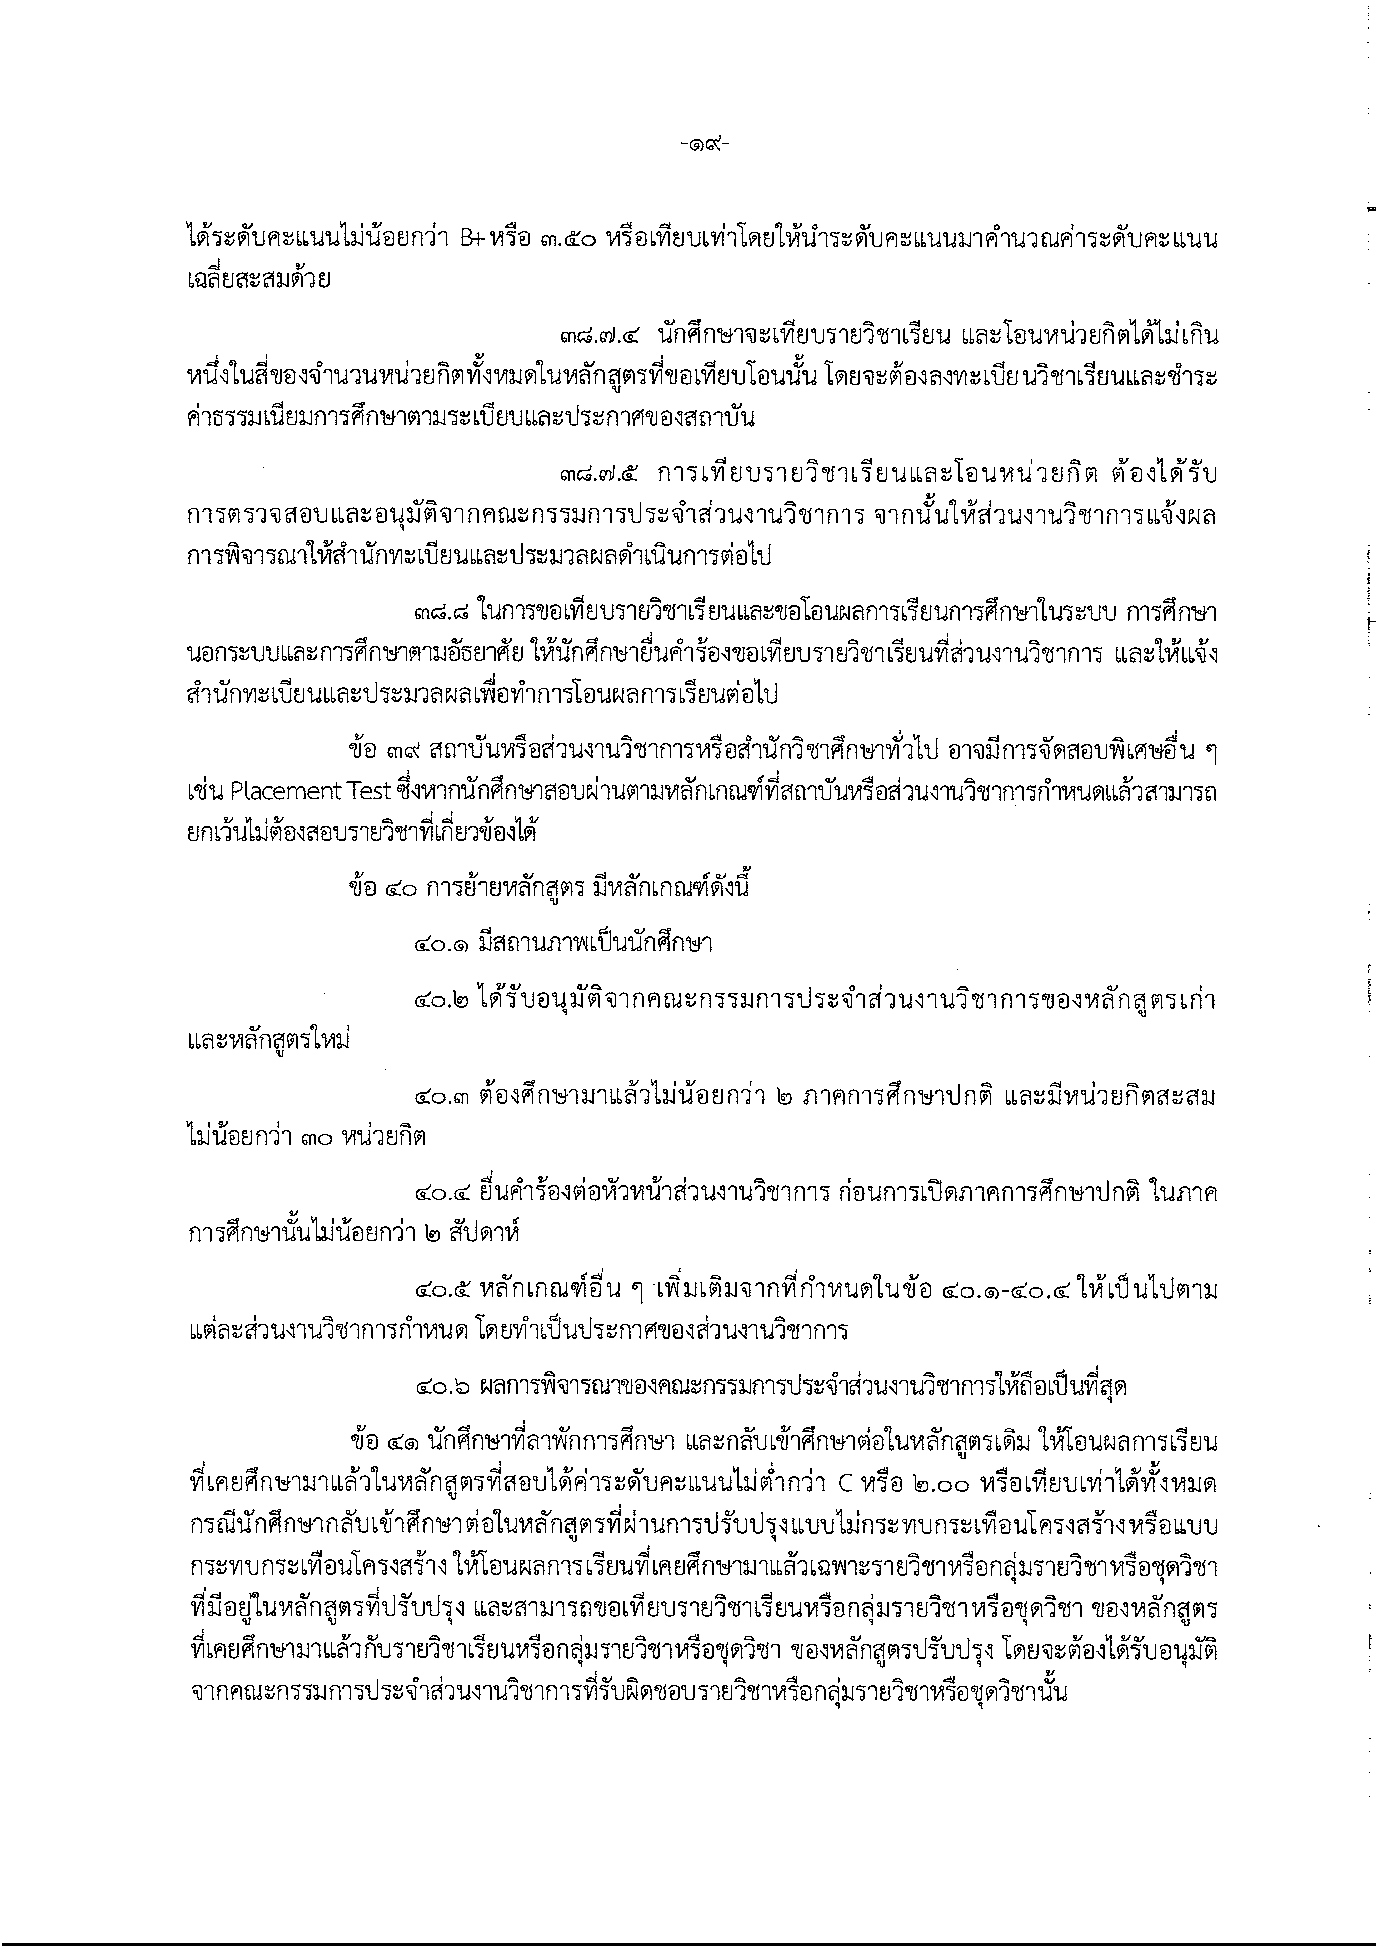 -๑๙-
ได้ระดับคะแนนไม่น้อยกว่า B+ หรือ ๓.๕๐ หรือเทียบเท่าโดยให้นำระดับคะแนนมาคำนวณค่าระดับคะแนน
เฉลี่ยสะสมด้วย
๓๘.๗.๔ นักศึกษาจะเทียบรายวิชาเรียน และโอนหน่วยกิตได้ไม่เกิน
หนึ่งในสี่ของจำนวนหน่วยกิตทั้งหมดในหลักสูตรที่ขอเทียบโอนนั้น โดยจะต้องลงทะเบียนวิชาเรียนและชำระ
ค่าธรรมเนียมการศึกษาตามระเบียบและประกาศของสถาบัน
๓๘.๗.๕ การเทียบรายวิชาเรียนและโอนหน่วยกิต ต้องได้รับ
การตรวจสอบและอนุมัติจากคณะกรรมการประจำส่วนงานวิชาการ จากนั้นให้ส่วนงานวิชาการแจ้งผล
การพิจารณาให้สำนักทะเบียนและประมวลผลดำเนินการต่อไป
๓๘.๘ ในการขอเทียบรายวิชาเรียนและขอโอนผลการเรียนการศึกษาในระบบ การศึกษา
นอกระบบและการศึกษาตามอัธยาศัย ให้นักศึกษายื่นคำร้องขอเทียบรายวิชาเรียนที่ส่วนงานวิชาการ และให้แจ้ง
สำนักทะเบียนและประมวลผลเพื่อทำการโอนผลการเรียนต่อไป
ข้อ ๓๙ สถาบันหรือส่วนงานวิชาการหรือสำนักวิชาศึกษาทั่วไป อาจมีการจัดสอบพิเศษอื่น ๆ
เช่น Placement Test ซึ่งหากนักศึกษาสอบผ่านตามหลักเกณฑ์ที่สถาบันหรือส่วนงานวิชาการกำหนดแล้วสามารถ
ยกเว้นไม่ต้องสอบรายวิชาที่เกี่ยวข้องได้
ข้อ ๔๐ การย้ายหลักสูตร มีหลักเกณฑ์ดังนี้
๔๐.๑ มีสถานภาพเป็นนักศึกษา
๔๐.๒ ได้รับอนุมัติจากคณะกรรมการประจำส่วนงานวิชาการของหลักสูตรเก่า
และหลักสูตรใหม่
๔๐.๓ ต้องศึกษามาแล้วไม่น้อยกว่า ๒ ภาคการศึกษาปกติ และมีหน่วยกิตสะสม
ไม่น้อยกว่า ๓๐ หน่วยกิต
๔๐.๔ ยื่นคำร้องต่อหัวหน้าส่วนงานวิชาการ ก่อนการเปิดภาคการศึกษาปกติ ในภาค
การศึกษานั้นไม่น้อยกว่า ๒ สัปดาห์
๔๐.๕ หลักเกณฑ์อื่น ๆ เพิ่มเติมจากที่กำหนดในข้อ ๔๐.๑-๔๐.๔ ให้เป็นไปตาม
แต่ละส่วนงานวิชาการกำหนด โดยทำเป็นประกาศของส่วนงานวิชาการ
๔๐.๖ ผลการพิจารณาของคณะกรรมการประจำส่วนงานวิชาการให้ถือเป็นที่สุด
ข้อ ๔๑ นักศึกษาที่ลาพักการศึกษา และกลับเข้าศึกษาต่อในหลักสูตรเดิม ให้โอนผลการเรียน
ที่เคยศึกษามาแล้วในหลักสูตรที่สอบได้ค่าระดับคะแนนไม่ต่ำกว่า C หรือ ๒.๐๐ หรือเทียบเท่าได้ทั้งหมด
กรณีนักศึกษากลับเข้าศึกษาต่อในหลักสูตรที่ผ่านการปรับปรุงแบบไม่กระทบกระเทือนโครงสร้างหรือแบบ
กระทบกระเทือนโครงสร้าง ให้โอนผลการเรียนที่เคยศึกษามาแล้วเฉพาะรายวิชาหรือกลุ่มรายวิชาหรือชุดวิชา
ที่มีอยู่ในหลักสูตรที่ปรับปรุง และสามารถขอเทียบรายวิชาเรียนหรือกลุ่มรายวิชาหรือชุดวิชา ของหลักสูตร
ที่เคยศึกษามาแล้วกับรายวิชาเรียนหรือกลุ่มรายวิชาหรือชุดวิชา ของหลักสูตรปรับปรุง โดยจะต้องได้รับอนุมัติ
จากคณะกรรมการประจำส่วนงานวิชาการที่รับผิดชอบรายวิชาหรือกลุ่มรายวิชาหรือชุดวิชานั้น